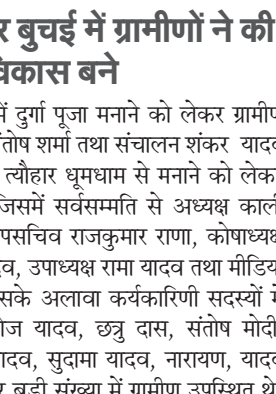 र बुचई में ग्रामीणों ने की
विकास बने
में दुर्गा पूजा मनाने को लेकर ग्रामीण
संतोष शर्मा तथा संचालन शंकर यादव
त्यौहार धूमधाम से मनाने को लेक
जिसमें सर्वसम्मति से अध्यक्ष काली
पसचिव राजकुमार राणा, कोषाध्यक्ष
देव, उपाध्यक्ष रामा यादव तथा मीडिया
सके अलावा कर्यकारिणी सदस्यों में
ोज यादव, छत्रु दास, संतोष मोदी
यादव, सुदामा यादव, नारायण, यादव
र बड़ी संख्या में ग्रामीण उपस्थित थे